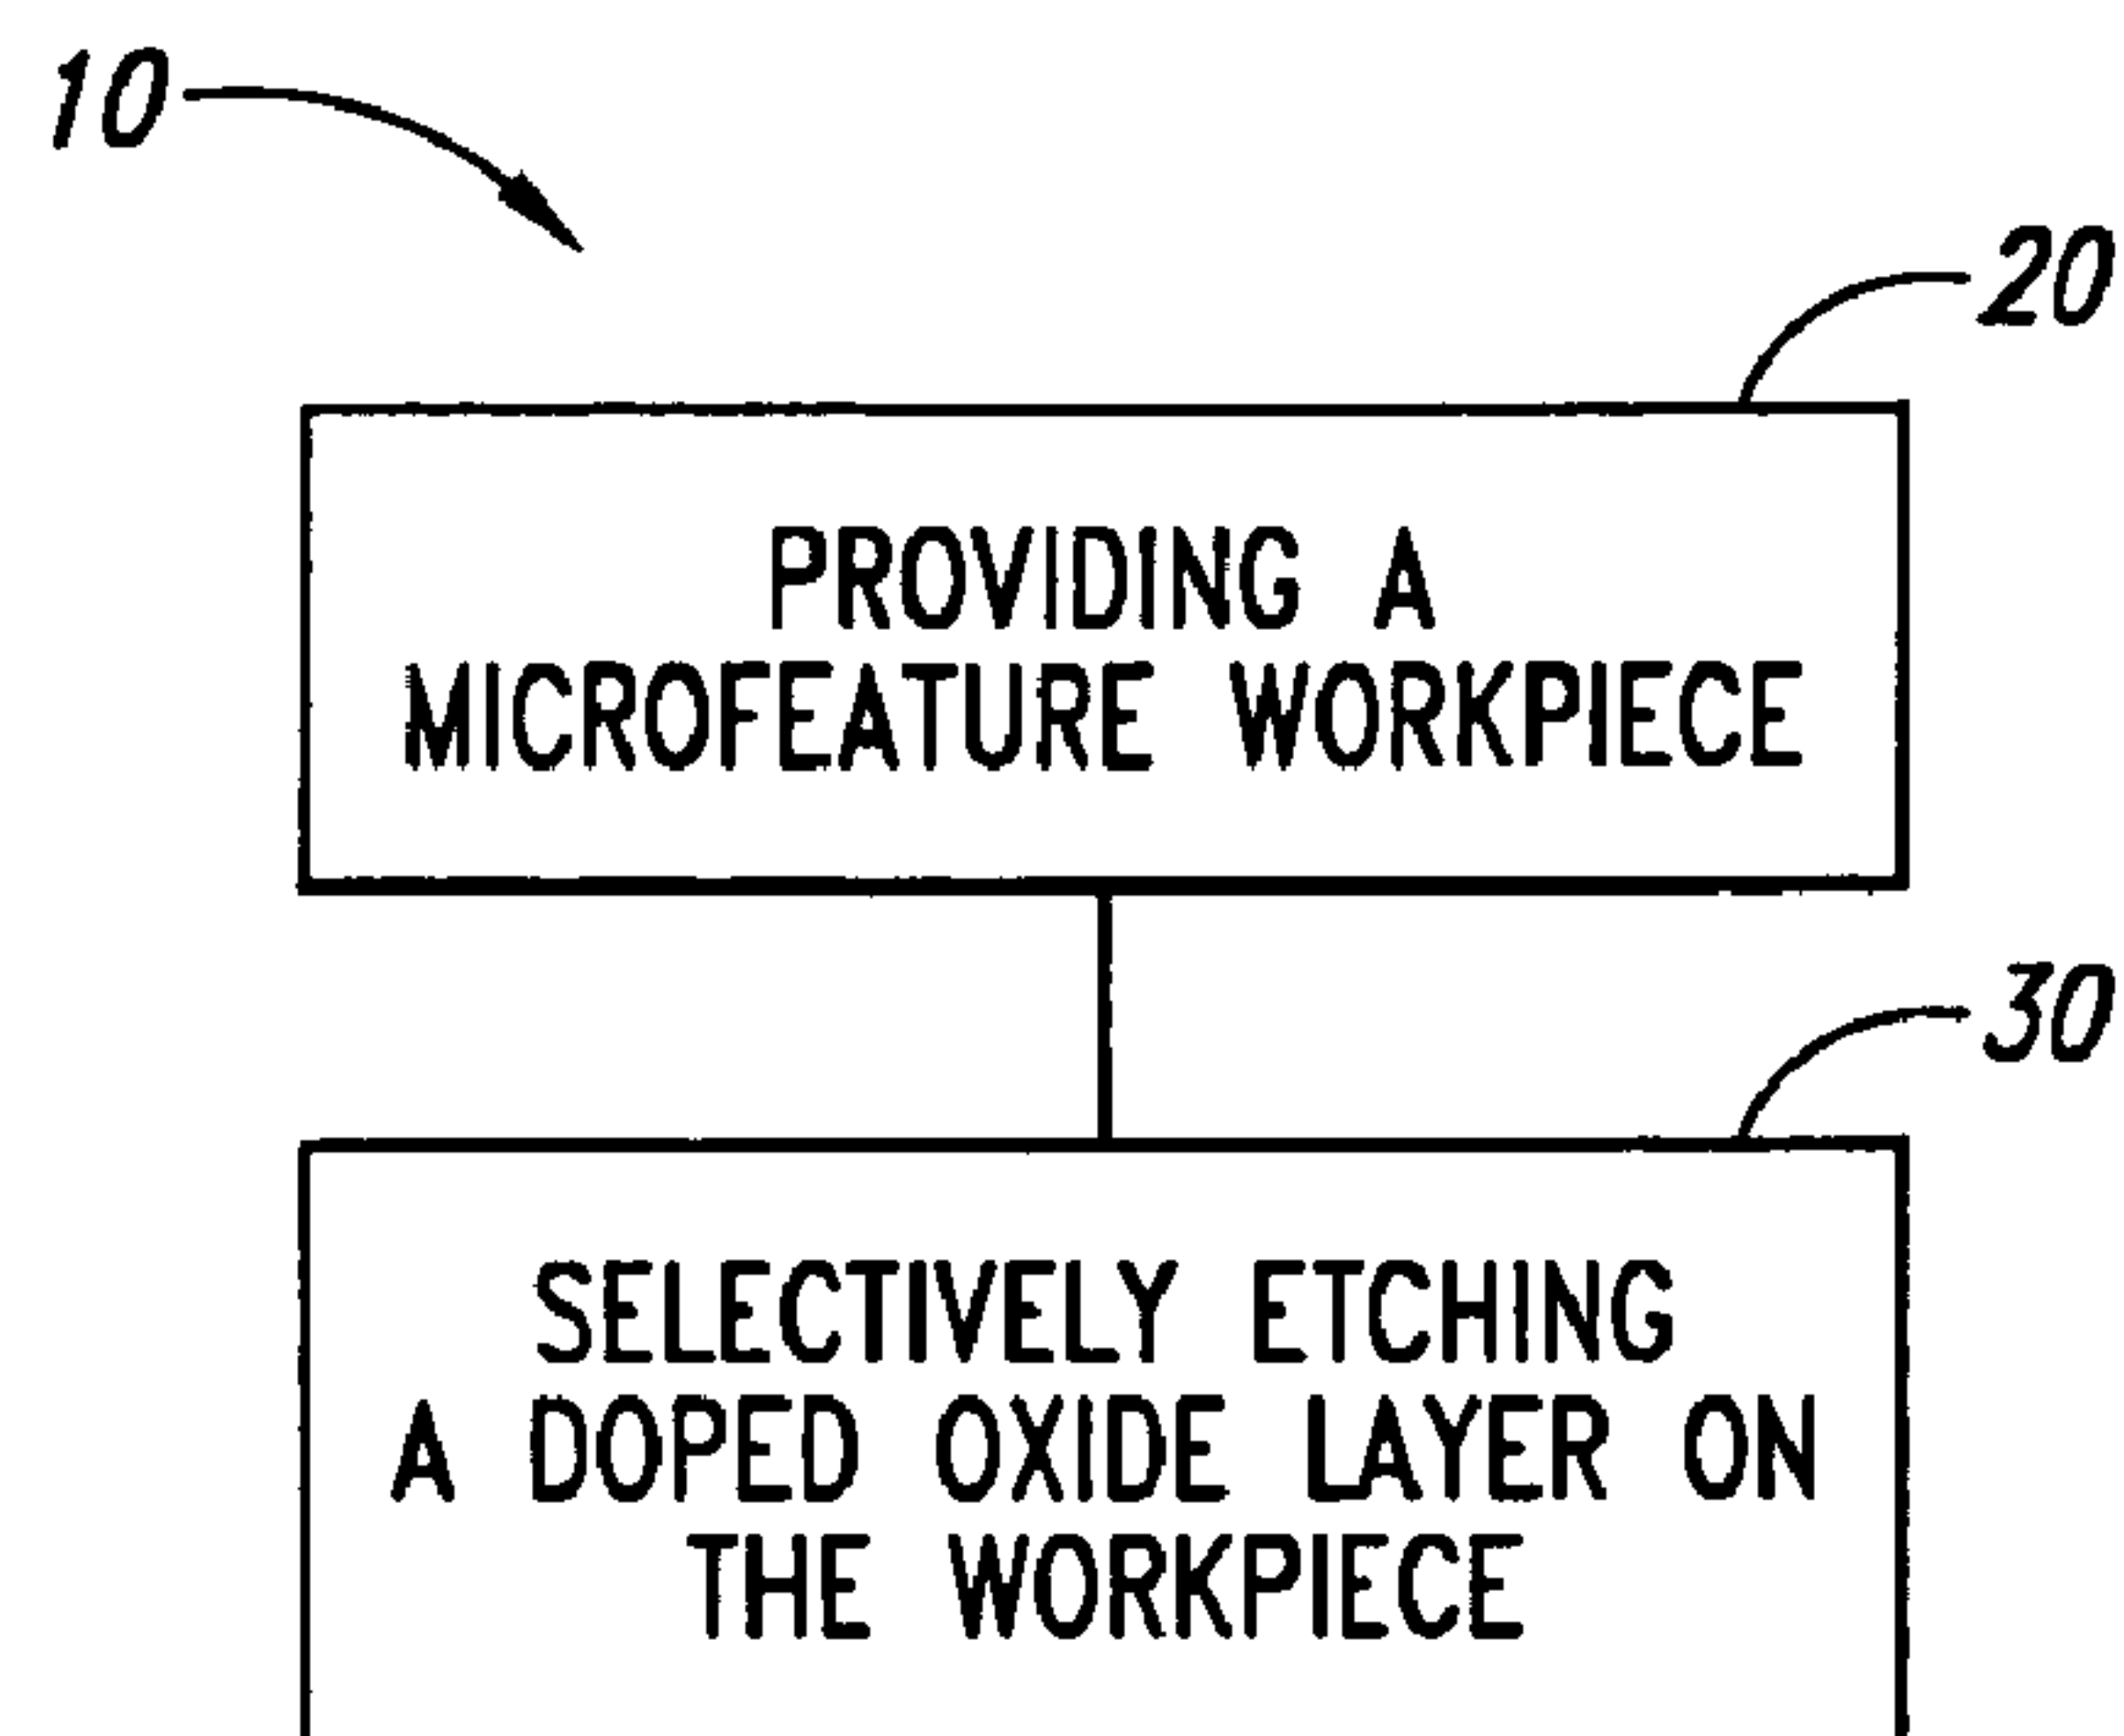 10
20
PROVIDING A
MICROFEATURE WORKPIECE
30
SELECTIVELY ETCHING
A DOPED OXIDE LAYER ON
THE WORKPIECE